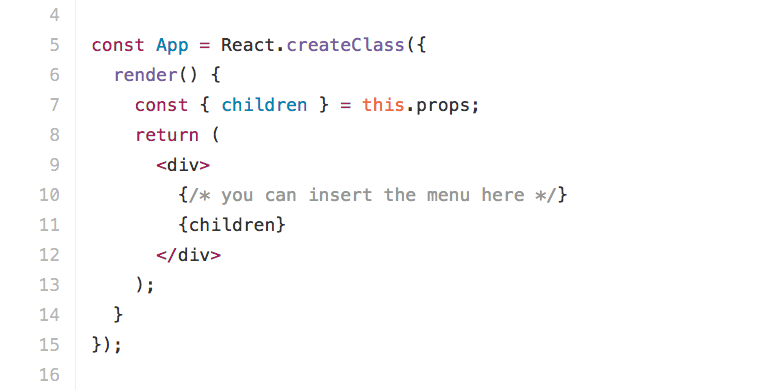 4
5 const App = React.createClass({
6 render() {
7 const { children } = this.props;
8 return (
9 <div>
10 {/* you can insert the menu here */}
11 {children}
12 </div>
13 );
14 }
15 });
16